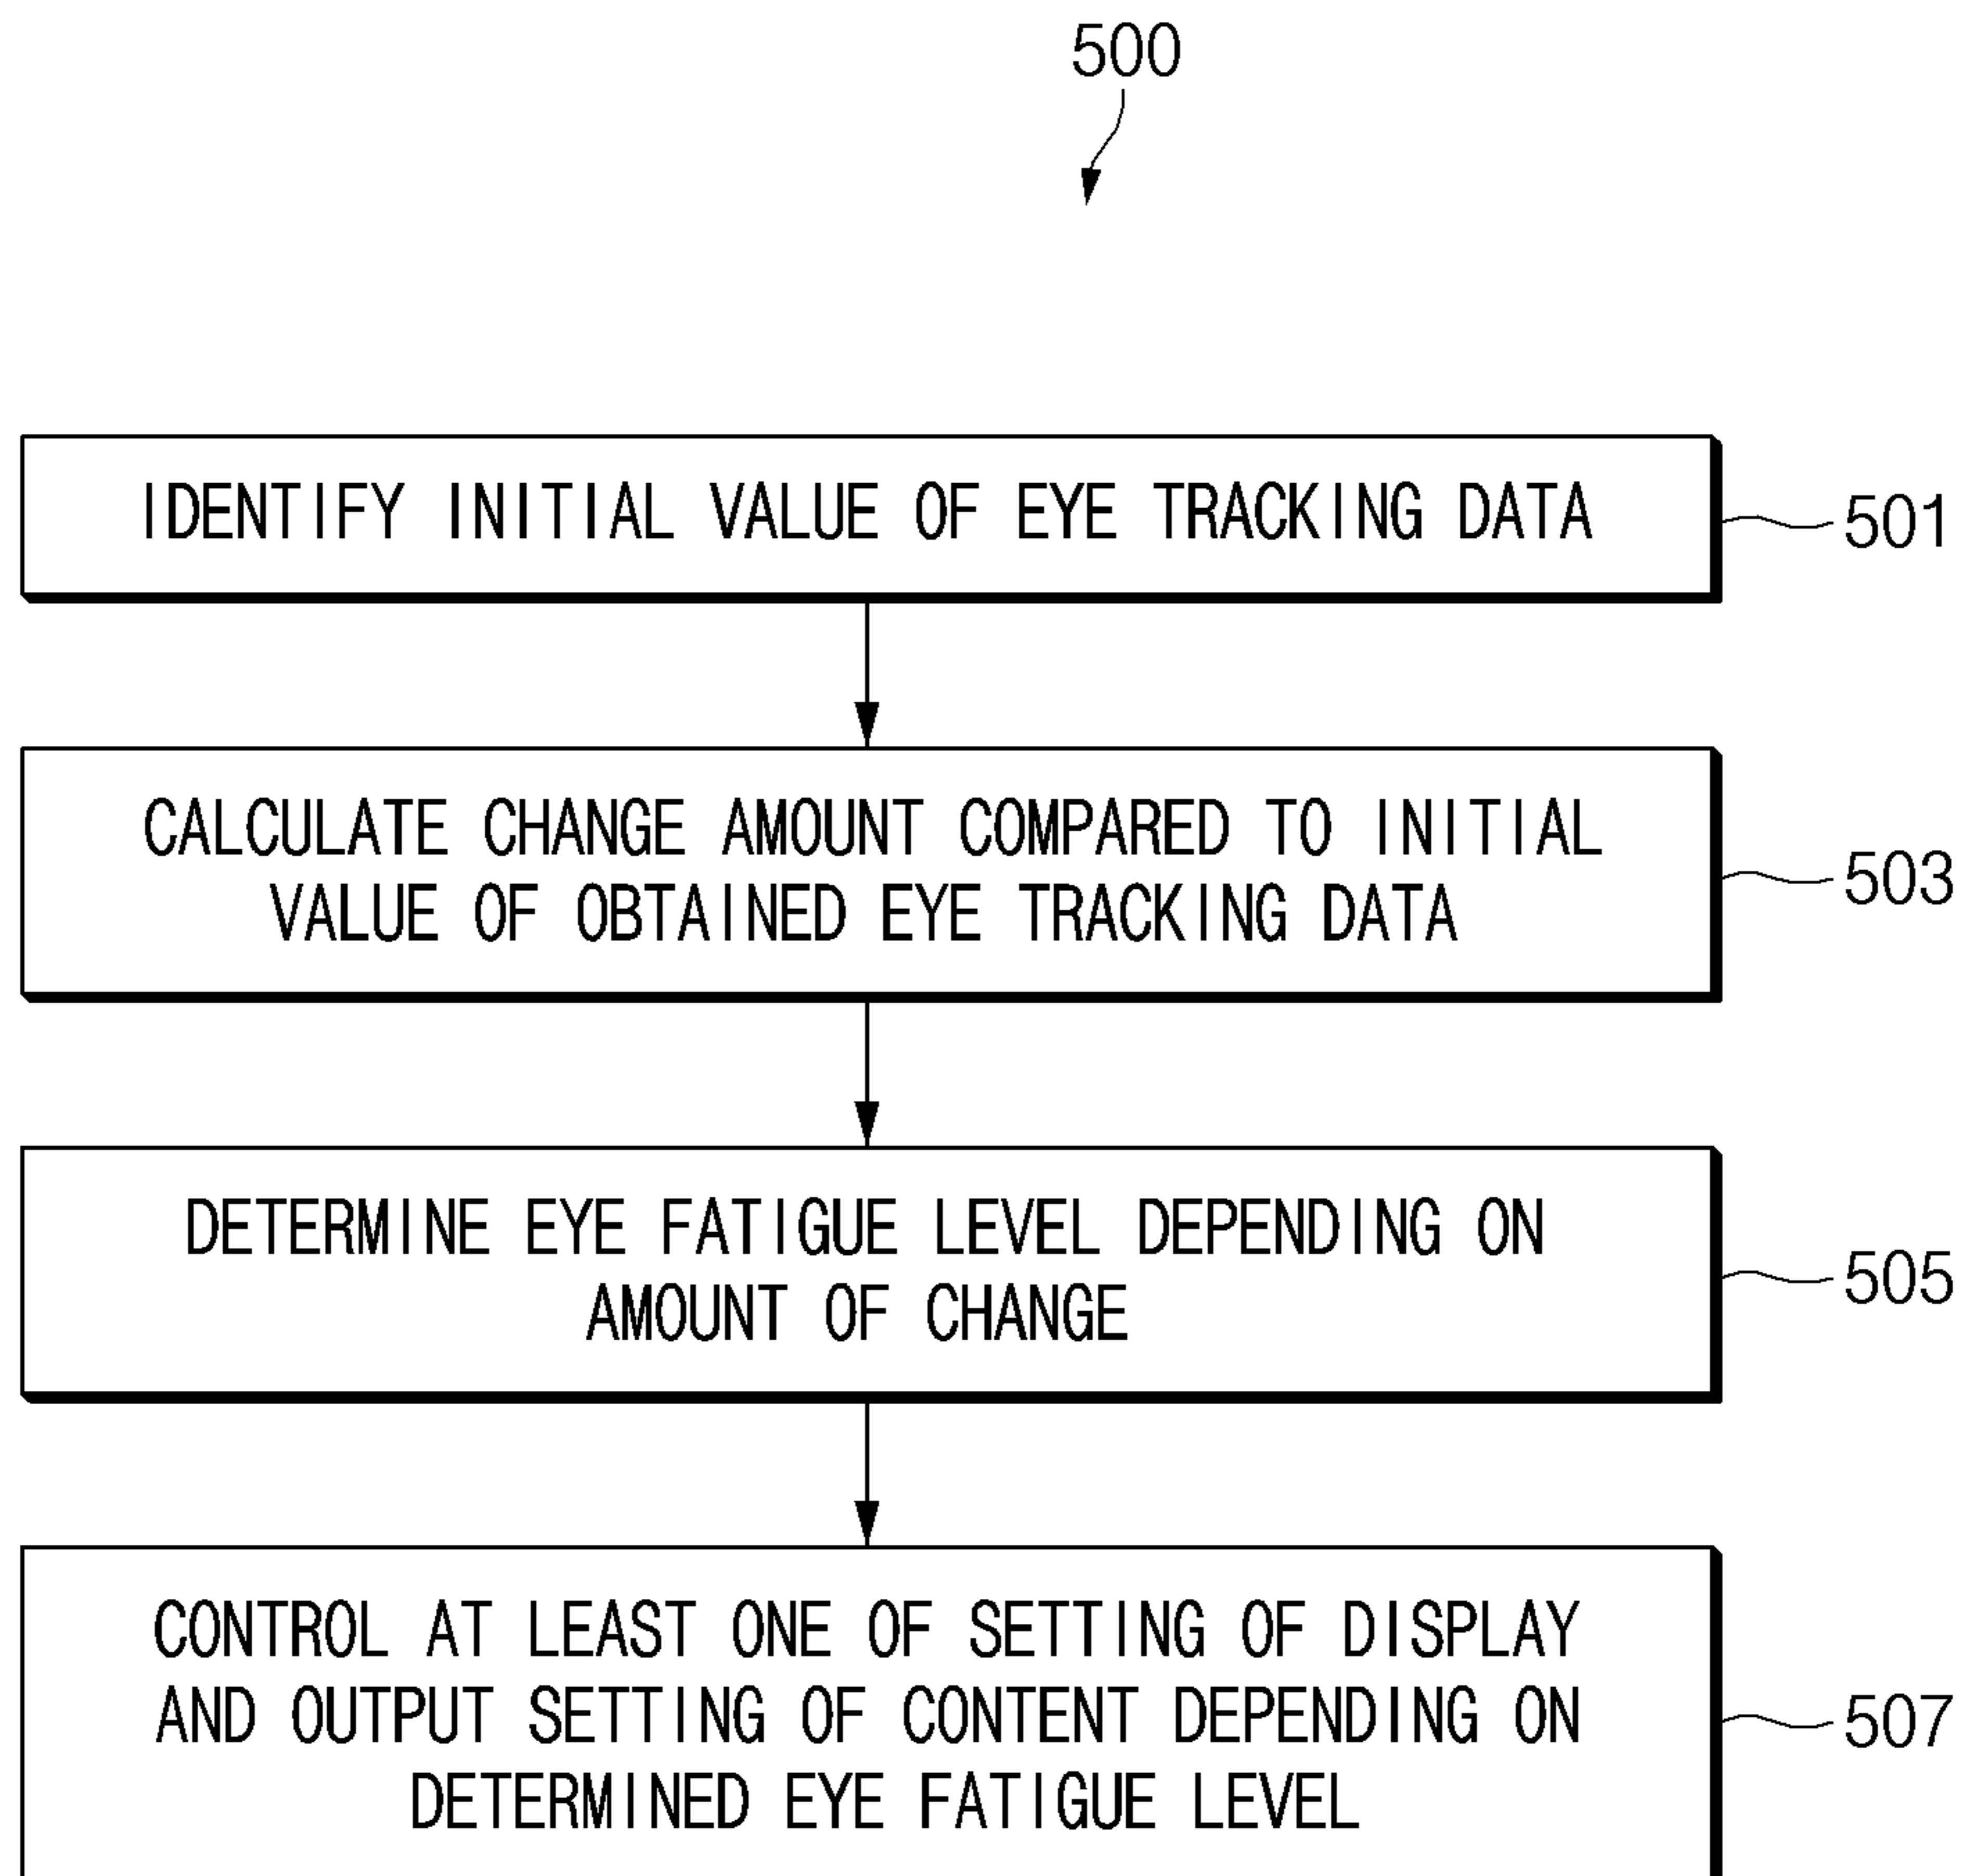 500
IDENTIFY INITIAL VALUE OF EYE TRACKING DATA
501
CALCULATE CHANGE AMOUNT COMPARED TO INITIAL
VALUE OF OBTAINED EYE TRACKING DATA
503
DETERMINE EYE FATIGUE LEVEL DEPENDING ON
AMOUNT OF CHANGE
505
CONTROL AT LEAST ONE OF SETTING OF DISPLAY
AND OUTPUT SETTING OF CONTENT DEPENDING ON
DETERMINED EYE FATIGUE LEVEL
507